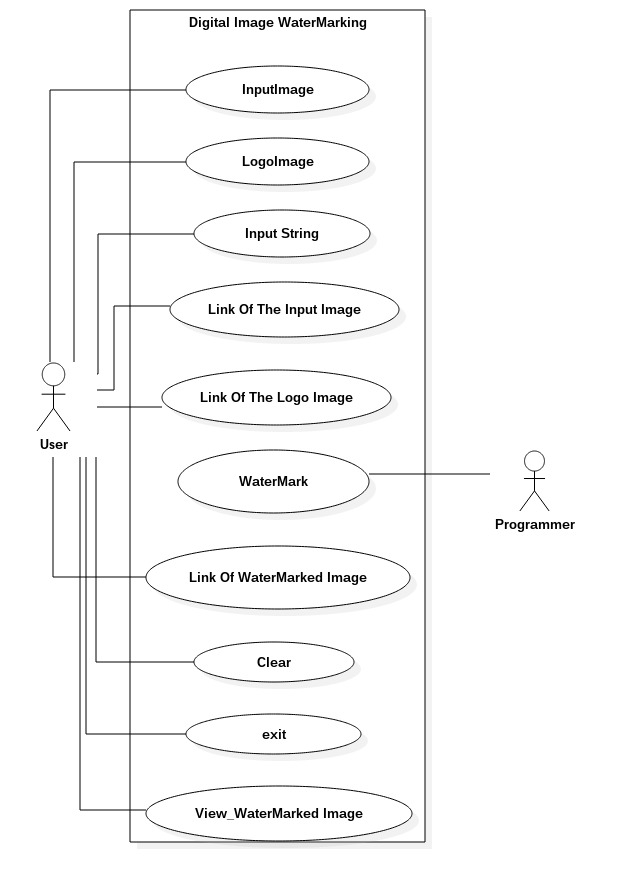 Digital Image WaterMarking
InputImage
LogoImage
Input String
Link Of The Input Image
Link Of The Logo Image
User
WaterMark
Programmer
Link Of WaterMarked Image
Clear
exit
View_WaterMarked Image